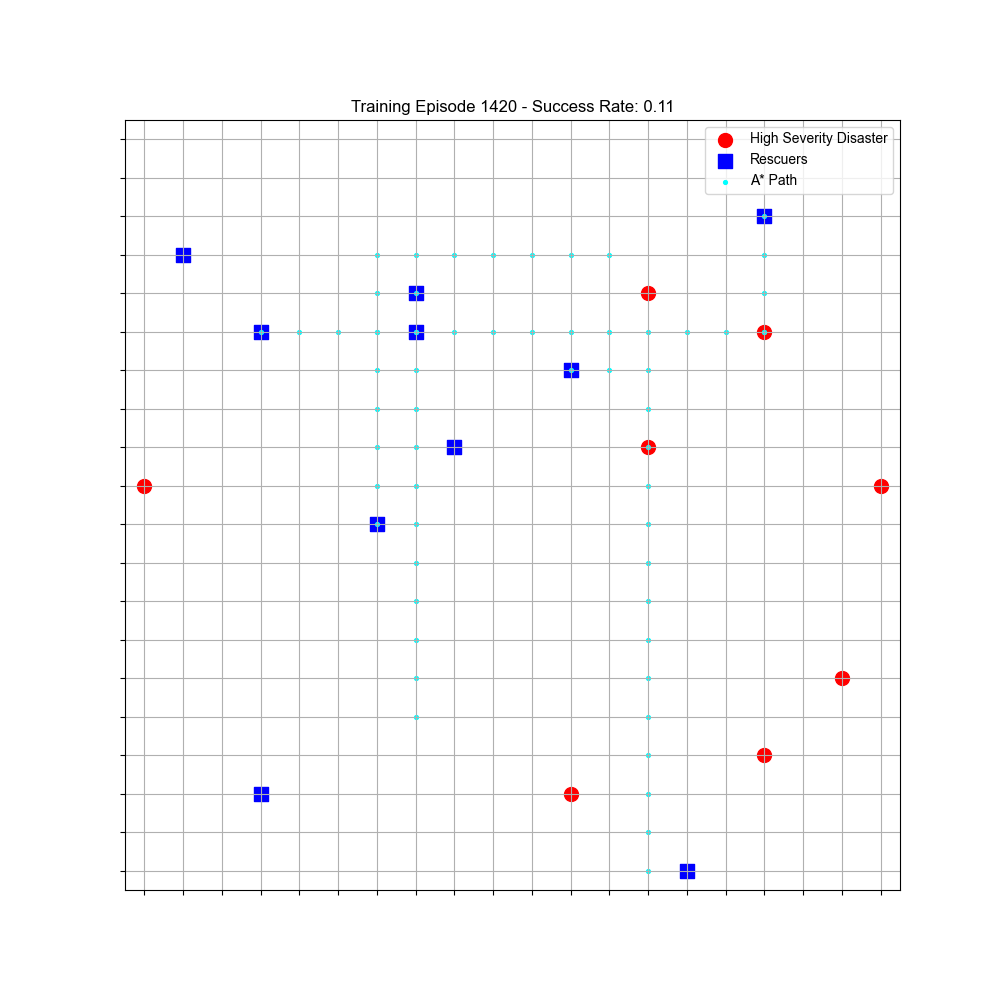 Training Episode 1420 - Success Rate: 0.11
High Severity Disaster
Rescuers
A* Path